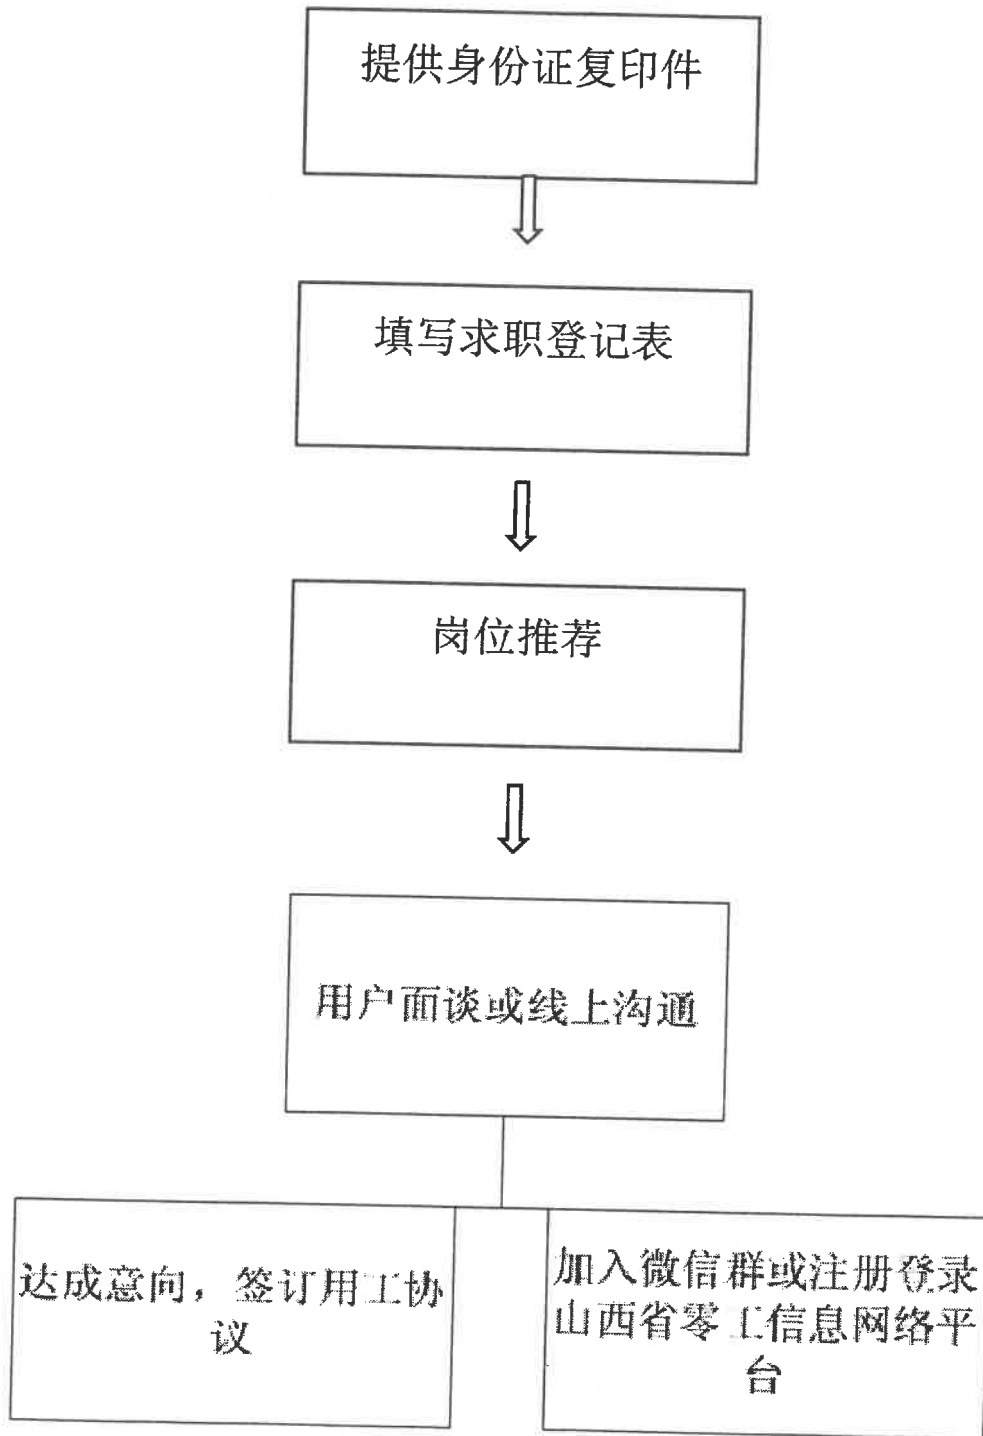 提供身份证复印件
填写求职登记表
岗位推荐
用户面谈或线上沟通
达成意向，签订用工协
议
加入微信群或注册登录
山西省零工信息网络平
台